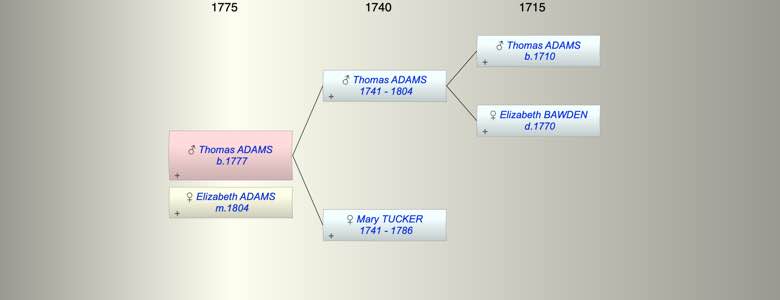 1775
1740
1715
♂ Thomas ADAMS
b.1777
+
♀ Elizabeth ADAMS
m.1804
+
♂ Thomas ADAMS
1741 - 1804
+
♀ Mary TUCKER
1741 - 1786
+
♂ Thomas ADAMS
b.1710
+
♀ Elizabeth BAWDEN
d.1770
+